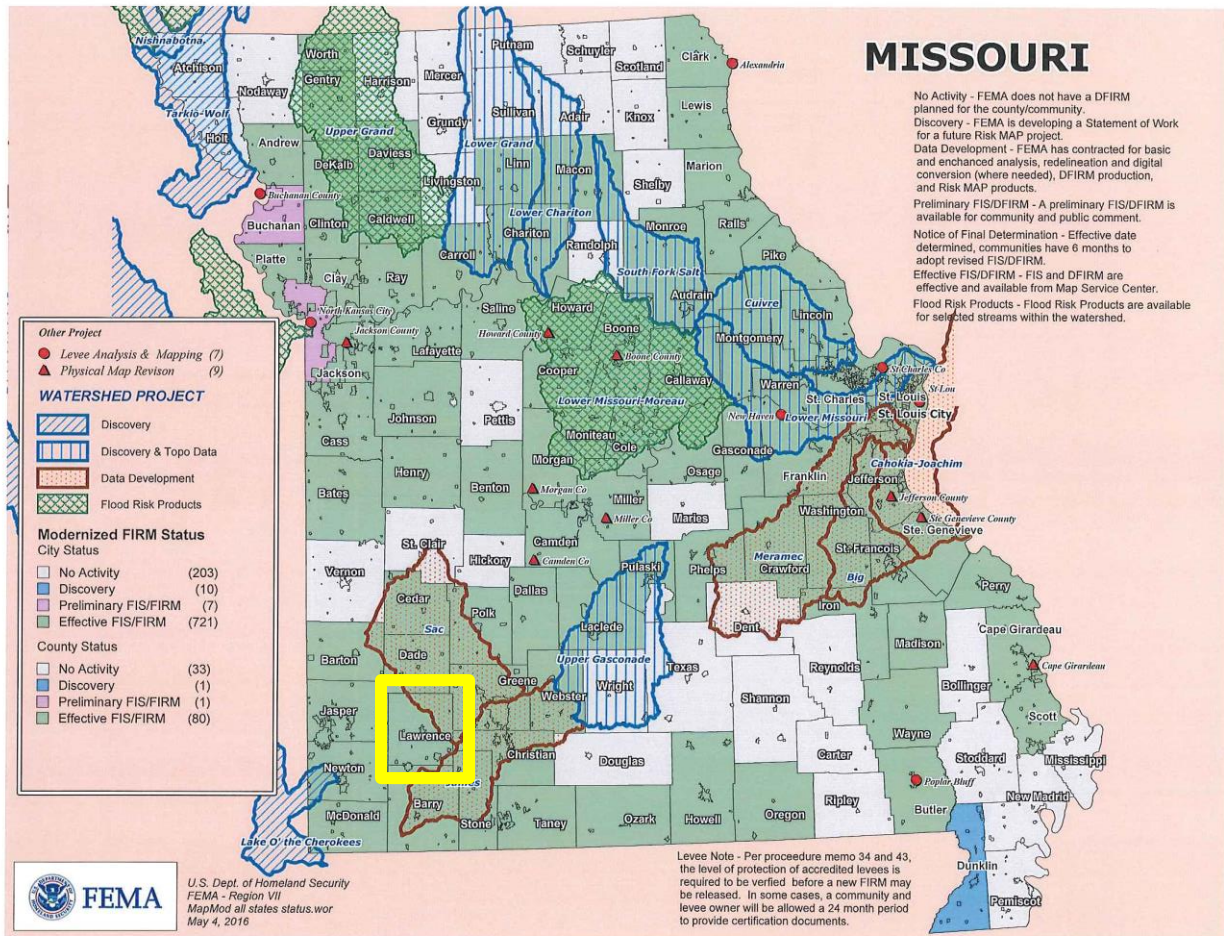 MISSOURI
No Activity - FEMA does not have a DFIRM
planned for the county/community.
Discovery - FEMA is developing a Statement of Work
for a future Risk MAP project.
Data Development - FEMA has contracted for basic
and enchanced analysis, redelineation and digital
conversion (where needed), DFIRM production,
and Risk MAP products.
Preliminary FIS/DFIRM - A preliminary FIS/DFIRM is
available for community and public comment.
Notice of Final Determination - Effective date
determined, communities have 6 months to
adopt revised FIS/DFIRM.
Effective FIS/DFIRM - FIS and DFIRM are
effective and available from Map Service Center.
Flood Risk Products - Flood Risk Products are available
for selected streams within the watershed.
Nishnabotna
Atchison
Nodaway
Worth
Gentry
Harrison
Mercer
Putnam
Schuyler
Scotland
Clark
Alexandria
Tarkio-Wolf
Holt
Andrew
Upper Grand
DeKalb
Daviess
Grundy
Sullivan
Adair
Knox
Lewis
Lower Grand
Linn
Macon
Livingston
Shelby
Marion
Buchanan County
Buchanan
Clinton
Caldwell
Lower Chariton
Chariton
Carroll
Randolph
Monroe
Ralls
Platte
Clay
Ray
South Fork Salt
Pike
Audrain
Cuivre
Lincoln
Saline
Howard
Boone
Montgomery
North Kansas City
Jackson County
Jackson
Lafayette
Howard County
Boone County
Cooper
Callaway
Warren
St. Charles
St Charles Co
St. Louis
St Lou
St. Louis City
Lower Missouri-Moreau
New Haven
Lower Missouri
Johnson
Pettis
Moniteau
Cole
Cass
Morgan
Osage
Gasconade
Franklin
Cahokia-Joachim
Jefferson
Henry
Bates
Benton
Morgan Co
Miller
Miller Co
Maries
Washington
Jefferson County
Ste Genevieve County
Ste. Genevieve
St. Clair
Hickory
Camden
Camden Co
Pulaski
Phelps
Meramec
Crawford
St. Francois
Big
Vernon
Cedar
Polk
Dallas
Laclede
Dent
Iron
Perry
Sac
Dade
Barton
Greene
Webster
Upper Gasconade
Wright
Texas
Reynolds
Madison
Cape Girardeau
Cape Girardeau
Bollinger
Shannon
Jasper
Lawrence
Christian
Douglas
Carter
Wayne
Scott
Stoddard
Mississippi
Newton
James
Barry
Stone
McDonald
Taney
Ozark
Howell
Oregon
Ripley
Poplar Bluff
Butler
New Madrid
Lake O' the Cherokees
Dunklin
Pemiscot
Other Project
Levee Analysis & Mapping (7)
Physical Map Revison (9)
WATERSHED PROJECT
Discovery
Discovery & Topo Data
Data Development
Flood Risk Products
Modernized FIRM Status
City Status
No Activity (203)
Discovery (10)
Preliminary FIS/FIRM (7)
Effective FIS/FIRM (721)
County Status
No Activity (33)
Discovery (1)
Preliminary FIS/FIRM (1)
Effective FIS/FIRM (80)
FEMA
U.S. Dept. of Homeland Security
FEMA - Region VII
MapMod all states status.wor
May 4, 2016
Levee Note - Per proceedure memo 34 and 43,
the level of protection of accredited levees is
required to be verfied before a new FIRM may
be released. In some cases, a community and
levee owner will be allowed a 24 month period
to provide certification documents.